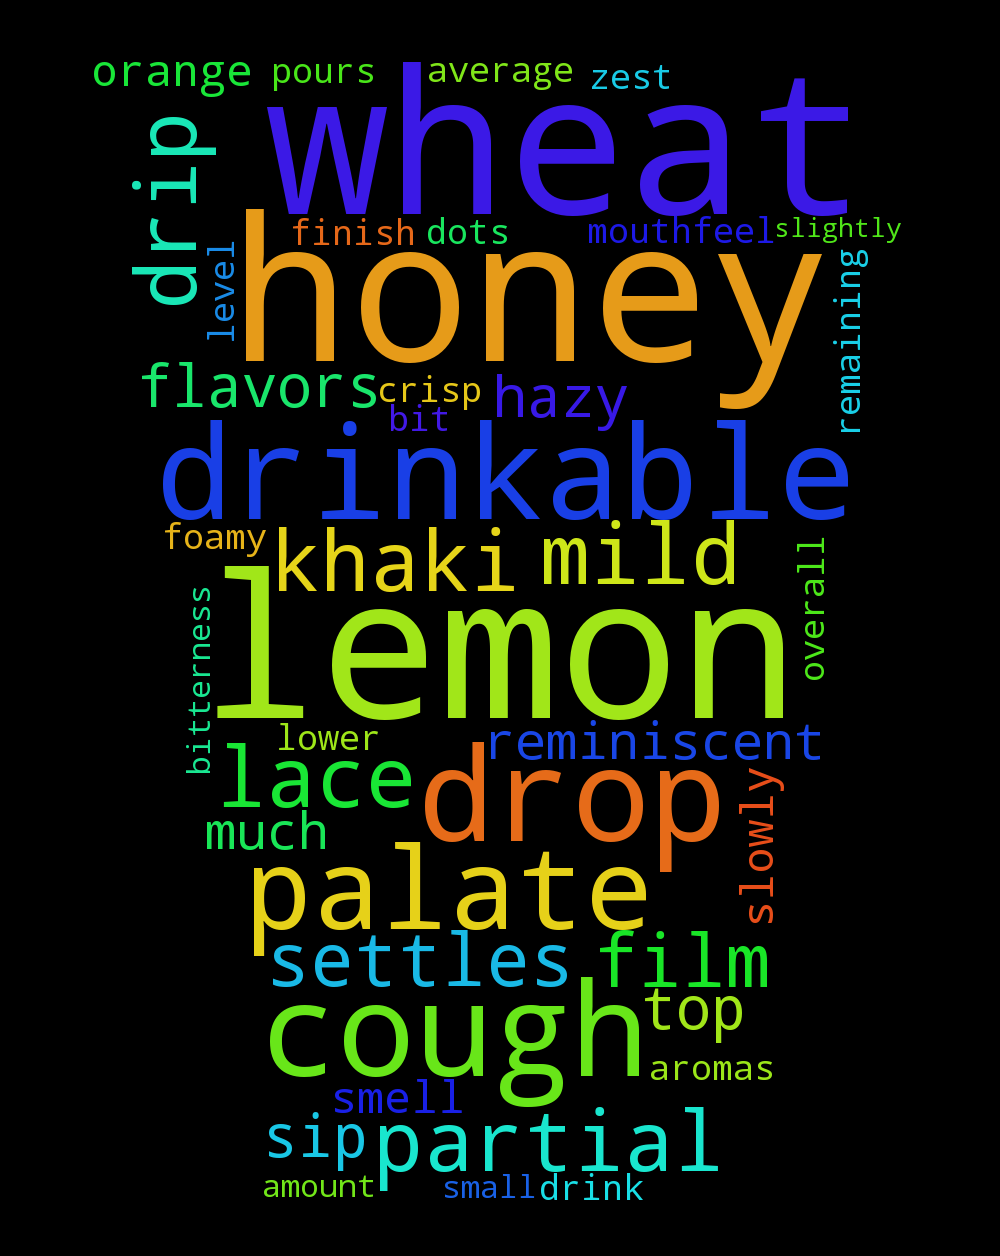 orange pours average zest
wheat
drip
finish dots mouthfeel slightly
level
honey
remaining
flavors crisp hazy
bit
drinkable
foamy khaki mild
overall
lemon
bitterness
lower reminiscent
lace drop
slowly
much
palate
settles film
cough top
aromas
smell
sip partial
amount small drink